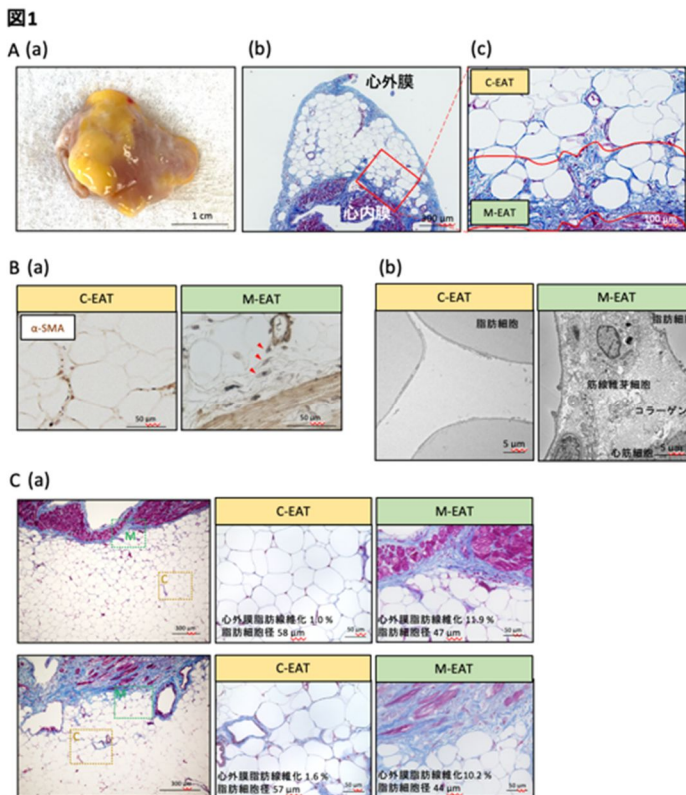 図1
A (a)
(b)
(c)
1 cm
心外膜
心内膜
300 μm
C-EAT
M-EAT
100 μm
B (a)
(b)
C-EAT
M-EAT
α-SMA
50 μm
50 μm
C-EAT
M-EAT
脂肪細胞
5 μm
脂肪細胞
筋線維芽細胞
コラーゲン
心筋細胞
5 μm
C (a)
C-EAT
M-EAT
M
C
300 μm
心外膜脂肪線維化 1.0 %
脂肪細胞径 58 μm
50 μm
心外膜脂肪線維化 11.9 %
脂肪細胞径 47 μm
50 μm
C-EAT
M-EAT
M
C
300 μm
心外膜脂肪線維化 1.6 %
脂肪細胞径 57 μm
50 μm
心外膜脂肪線維化10.2 %
脂肪細胞径 44 μm
50 μm